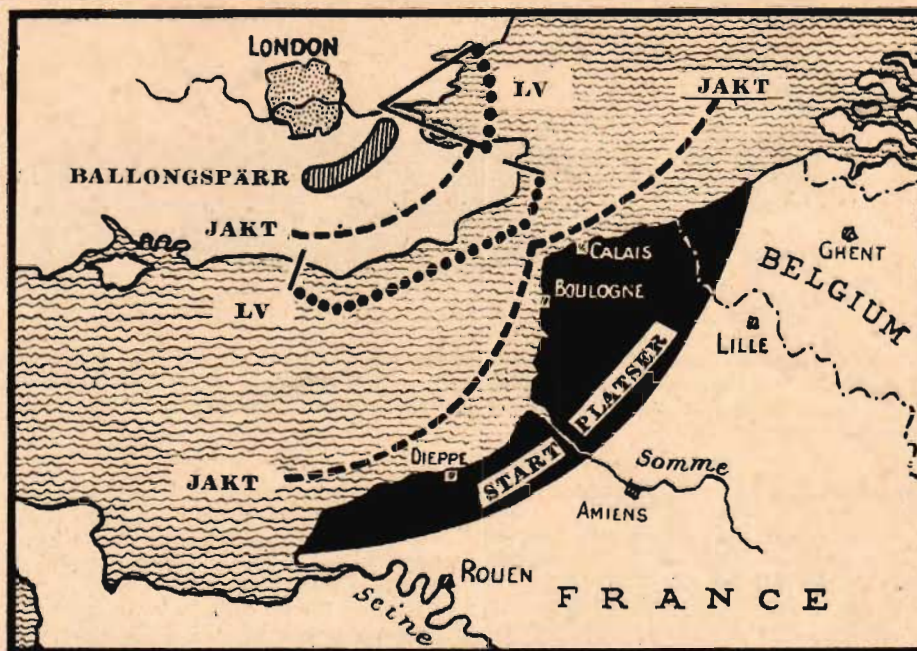 LONDON
LV
JAKT
BALLONGSPÄRR
JAKT
CALAIS
GHENT
BELGIUM
BOULOGNE
LV
LILLE
PLATSER
START
DIEPPE
JAKT
Somme
AMIENS
ROUEN
Seine
FRANCE